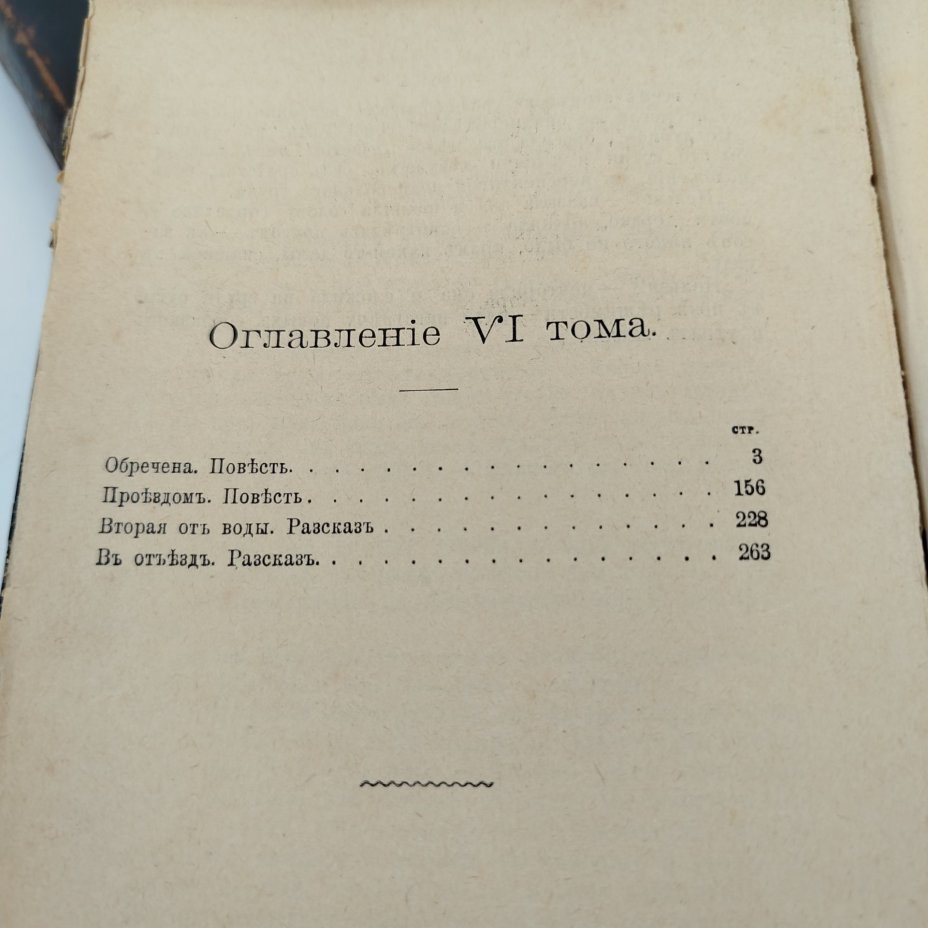 Оглавленіе VI тома.
стр.
Обречена. Повѣсть. . . . . . . . . . . . . . . . . 3
Проѣздомъ. Повѣсть. . . . . . . . . . . . . . . . 156
Вторая отъ воды. Разсказъ . . . . . . . . . . . . . 228
Въ отъѣздъ. Разсказъ. . . . . . . . . . . . . . . . 263